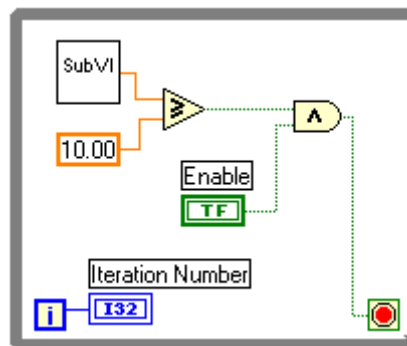 SubVI
10.00
Enable
TF
Iteration Number
i
I32